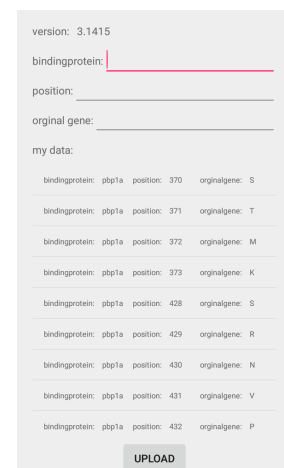 version: 3.1415
bindingprotein:
position:
orginal gene:
my data:
bindingprotein: pbp1a position: 370 orginalgene: S
bindingprotein: pbp1a position: 371 orginalgene: T
bindingprotein: pbp1a position: 372 orginalgene: M
bindingprotein: pbp1a position: 373 orginalgene: K
bindingprotein: pbp1a position: 428 orginalgene: S
bindingprotein: pbp1a position: 429 orginalgene: R
bindingprotein: pbp1a position: 430 orginalgene: N
bindingprotein: pbp1a position: 431 orginalgene: V
bindingprotein: pbp1a position: 432 orginalgene: P
UPLOAD